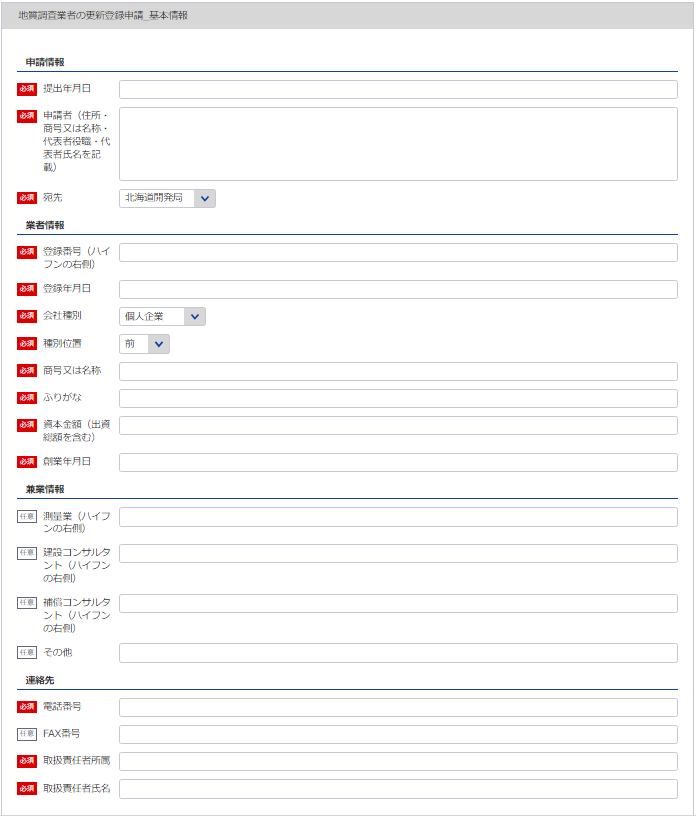 地質調査業者の更新登録申請_基本情報
申請情報
必須 提出年月日
必須 申請者（住所・
商号又は名称・
代表者役職・代
表者氏名を記
載）
必須 宛先 北海道開発局
業者情報
必須 登録番号（ハイ
フンの右側）
必須 登録年月日
必須 会社種別 個人企業
必須 種別位置 前
必須 商号又は名称
必須 ふりがな
必須 資本金額（出資
総額を含む）
必須 創業年月日
兼業情報
任意 測量業（ハイフ
ンの右側）
任意 建設コンサルタ
ント（ハイフン
の右側）
任意 補償コンサルタ
ント（ハイフン
の右側）
任意 その他
連絡先
必須 電話番号
任意 FAX番号
必須 取扱責任者所属
必須 取扱責任者氏名